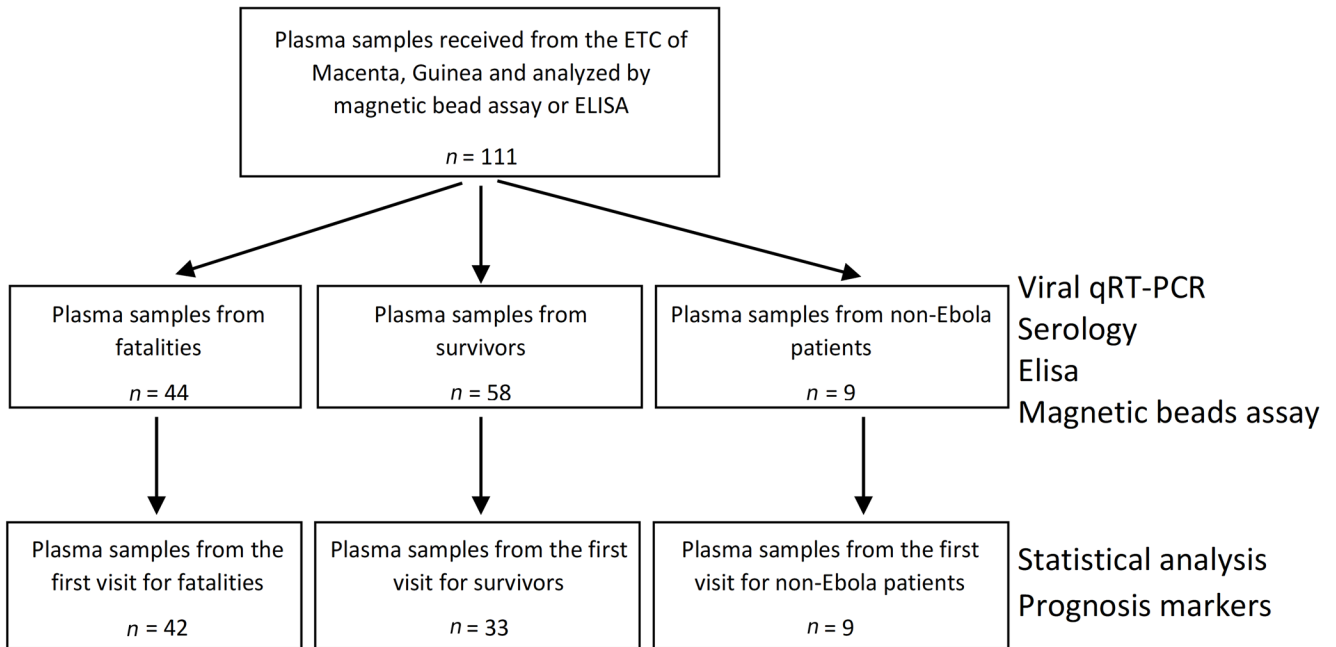 Plasma samples received from the ETC of
Macenta, Guinea and analyzed by
magnetic bead assay or ELISA
n = 111
Plasma samples from
fatalities
n = 44
Plasma samples from
survivors
n = 58
Plasma samples from non-Ebola
patients
n = 9
Viral qRT-PCR
Serology
Elisa
Magnetic beads assay
Plasma samples from the
first visit for fatalities
n = 42
Plasma samples from the first
visit for survivors
n = 33
Plasma samples from the first
visit for non-Ebola patients
n = 9
Statistical analysis
Prognosis markers